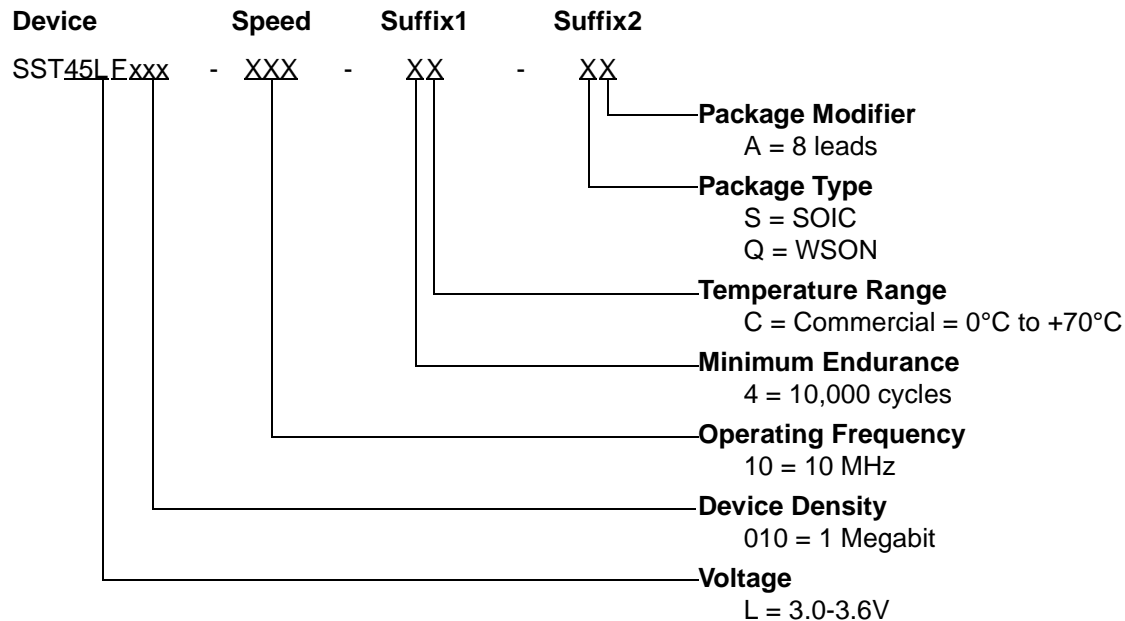 Device Speed Suffix1 Suffix2
SST45LFxxx - XXX - XX - XX
Package Modifier
A = 8 leads
Package Type
S = SOIC
Q = WSON
Temperature Range
C = Commercial = 0°C to +70°C
Minimum Endurance
4 = 10,000 cycles
Operating Frequency
10 = 10 MHz
Device Density
010 = 1 Megabit
Voltage
L = 3.0-3.6V